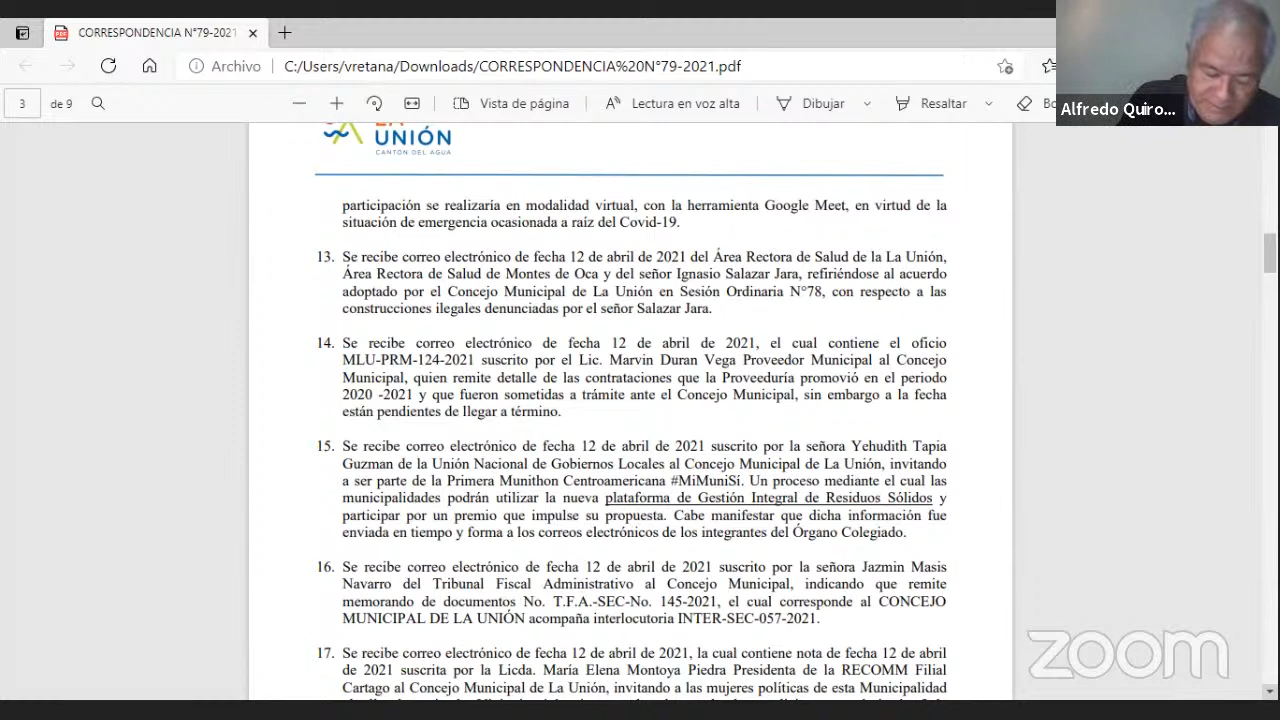 CORRESPONDENCIA N°79-2021
Archivo
C:/Users/vretana/Downloads/CORRESPONDENCIA%20N°79-2021.pdf
3 de 9
Vista de página
Lectura en voz alta
Dibujar
Resaltar
Alfredo Quiro...
UNIÓN
CANTÓN DEL AGUA
participación se realizaría en modalidad virtual, con la herramienta Google Meet, en virtud de la
situación de emergencia ocasionada a raíz del Covid-19.
13. Se recibe correo electrónico de fecha 12 de abril de 2021 del Área Rectora de Salud de la La Unión,
Área Rectora de Salud de Montes de Oca y del señor Ignasio Salazar Jara, refiriéndose al acuerdo
adoptado por el Concejo Municipal de La Unión en Sesión Ordinaria N°78, con respecto a las
construcciones ilegales denunciadas por el señor Salazar Jara.
14. Se recibe correo electrónico de fecha 12 de abril de 2021, el cual contiene el oficio
MLU-PRM-124-2021 suscrito por el Lic. Marvin Duran Vega Proveedor Municipal al Concejo
Municipal, quien remite detalle de las contrataciones que la Proveeduría promovió en el periodo
2020 -2021 y que fueron sometidas a trámite ante el Concejo Municipal, sin embargo a la fecha
están pendientes de llegar a término.
15. Se recibe correo electrónico de fecha 12 de abril de 2021 suscrito por la señora Yehudith Tapia
Guzman de la Unión Nacional de Gobiernos Locales al Concejo Municipal de La Unión, invitando
a ser parte de la Primera Munithon Centroamericana #MiMuniSí. Un proceso mediante el cual las
municipalidades podrán utilizar la nueva plataforma de Gestión Integral de Residuos Sólidos y
participar por un premio que impulse su propuesta. Cabe manifestar que dicha información fue
enviada en tiempo y forma a los correos electrónicos de los integrantes del Órgano Colegiado.
16. Se recibe correo electrónico de fecha 12 de abril de 2021 suscrito por la señora Jazmin Masis
Navarro del Tribunal Fiscal Administrativo al Concejo Municipal, indicando que remite
memorando de documentos No. T.F.A.-SEC-No. 145-2021, el cual corresponde al CONCEJO
MUNICIPAL DE LA UNIÓN acompaña interlocutoria INTER-SEC-057-2021.
17. Se recibe correo electrónico de fecha 12 de abril de 2021, la cual contiene nota de fecha 12 de abril
de 2021 suscrita por la Licda. María Elena Montoya Piedra Presidenta de la RECOMM Filial
Cartago al Concejo Municipal de La Unión, invitando a las mujeres políticas de esta Municipalidad
zoom